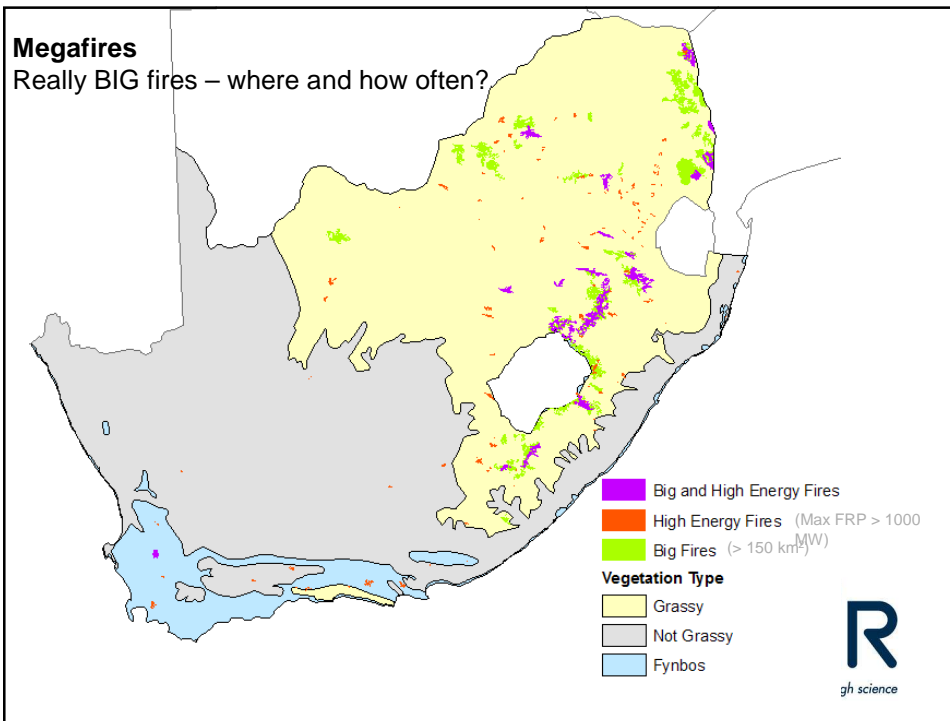 Megafires
Really BIG fires – where and how often?
Big and High Energy Fires
High Energy Fires (Max FRP > 1000 MW)
Big Fires (> 150 km²)
Vegetation Type
Grassy
Not Grassy
Fynbos
R
gh science